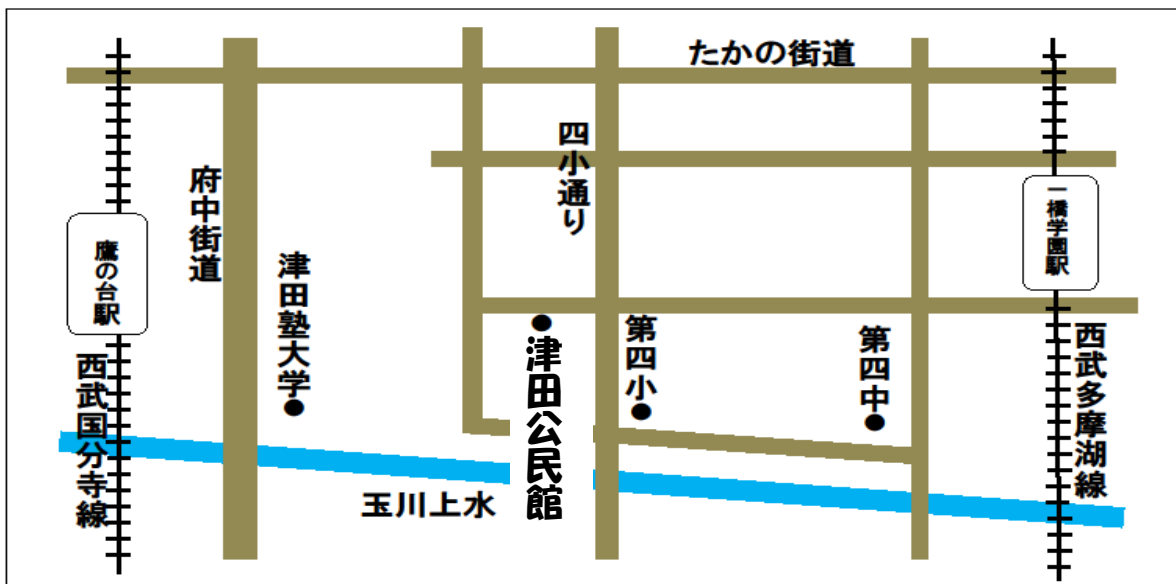 たかの街道
四小通り
府中街道
一橋学園駅
鷹の台駅
津田塾大学
津田公民館
第四小
第四中
西武多摩湖線
西武国分寺線
玉川上水